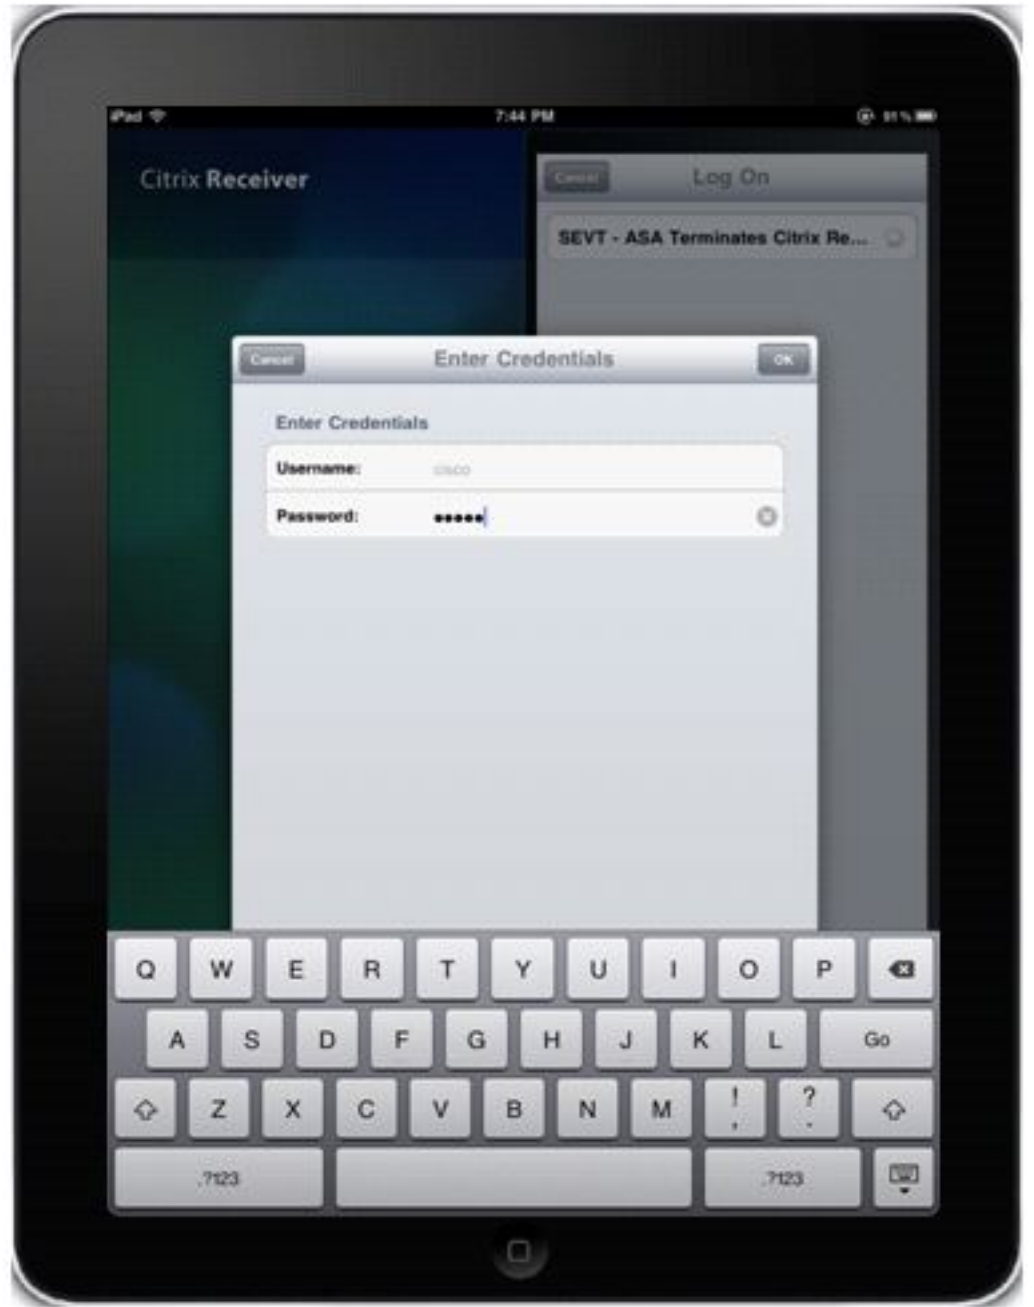 iPad 7:44 PM 91%
Citrix Receiver
Cancel Log On
SEVT - ASA Terminates Citrix Re...
Cancel Enter Credentials OK
Enter Credentials
Username: cisco
Password: •••••
Q W E R T Y U I O P
A S D F G H J K L Go
Z X C V B N M ! , ? .
.?123 .?123